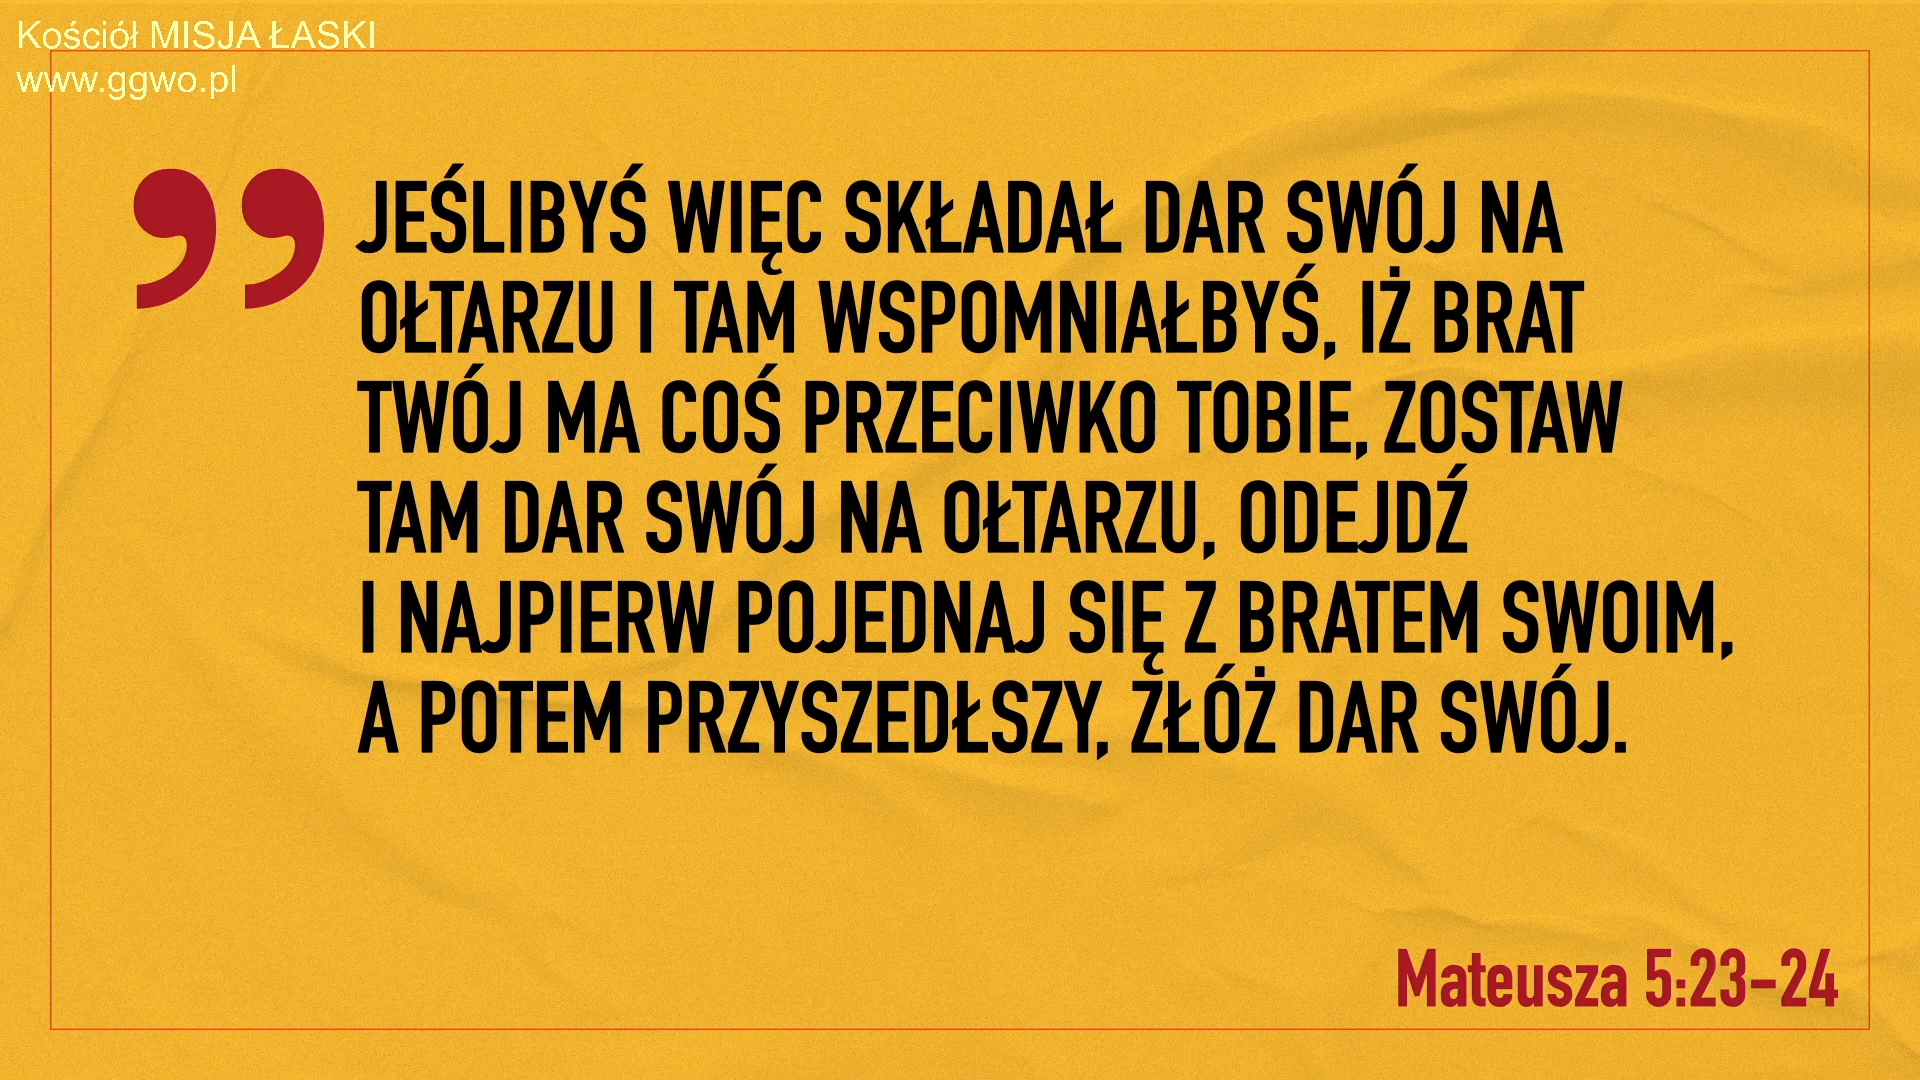 Kościół MISJA ŁASKI
www.ggwo.pl
” JEŚLIBYŚ WIĘC SKŁADAŁ DAR SWÓJ NA
OŁTARZU I TAM WSPOMNIAŁBYŚ, IŻ BRAT
TWÓJ MA COŚ PRZECIWKO TOBIE, ZOSTAW
TAM DAR SWÓJ NA OŁTARZU, ODEJDŹ
I NAJPIERW POJEDNAJ SIĘ Z BRATEM SWOIM,
A POTEM PRZYSZEDŁSZY, ZŁÓŻ DAR SWÓJ.
Mateusza 5:23-24